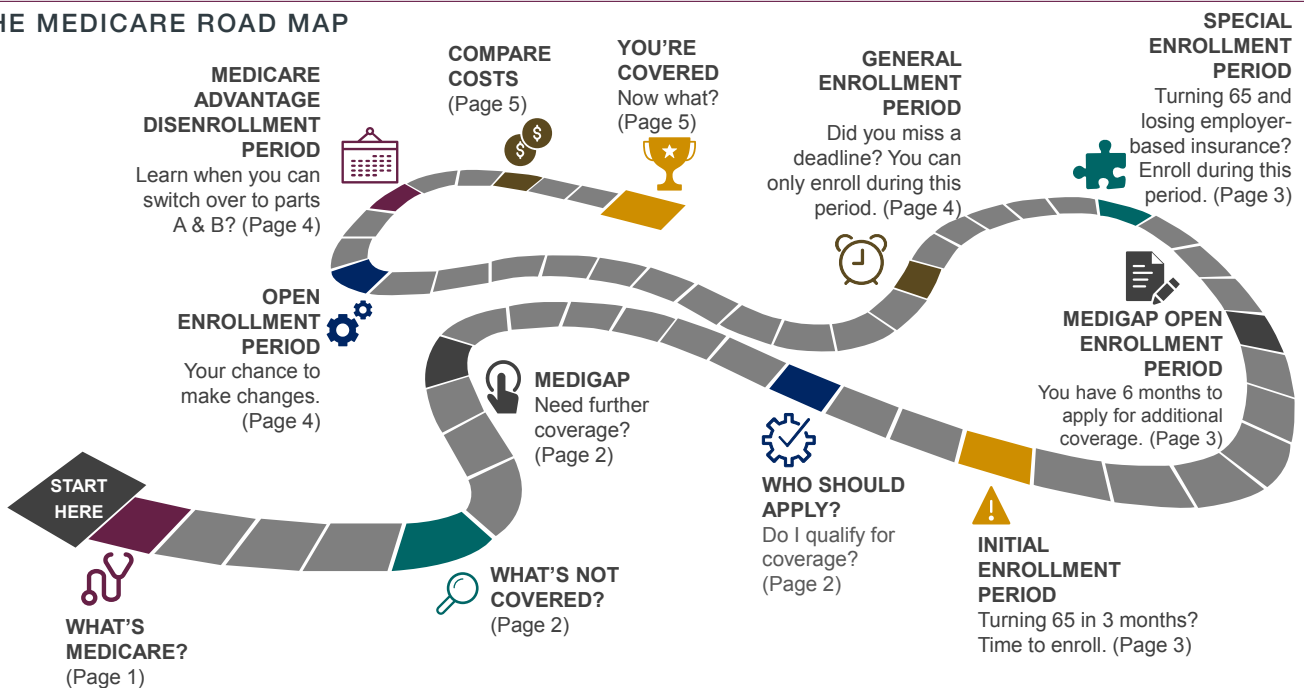 HE MEDICARE ROAD MAP
START
HERE
WHAT'S
MEDICARE?
(Page 1)
WHAT'S NOT
COVERED?
(Page 2)
MEDIGAP
Need further
coverage?
(Page 2)
WHO SHOULD
APPLY?
Do I qualify for
coverage?
(Page 2)
INITIAL
ENROLLMENT
PERIOD
Turning 65 in 3 months?
Time to enroll. (Page 3)
MEDIGAP OPEN
ENROLLMENT
PERIOD
You have 6 months to
apply for additional
coverage. (Page 3)
SPECIAL
ENROLLMENT
PERIOD
Turning 65 and
losing employer-
based insurance?
Enroll during this
period. (Page 3)
GENERAL
ENROLLMENT
PERIOD
Did you miss a
deadline? You can
only enroll during this
period. (Page 4)
OPEN
ENROLLMENT
PERIOD
Your chance to
make changes.
(Page 4)
MEDICARE
ADVANTAGE
DISENROLLMENT
PERIOD
Learn when you can
switch over to parts
A & B? (Page 4)
COMPARE
COSTS
(Page 5)
$
$
YOU'RE
COVERED
Now what?
(Page 5)